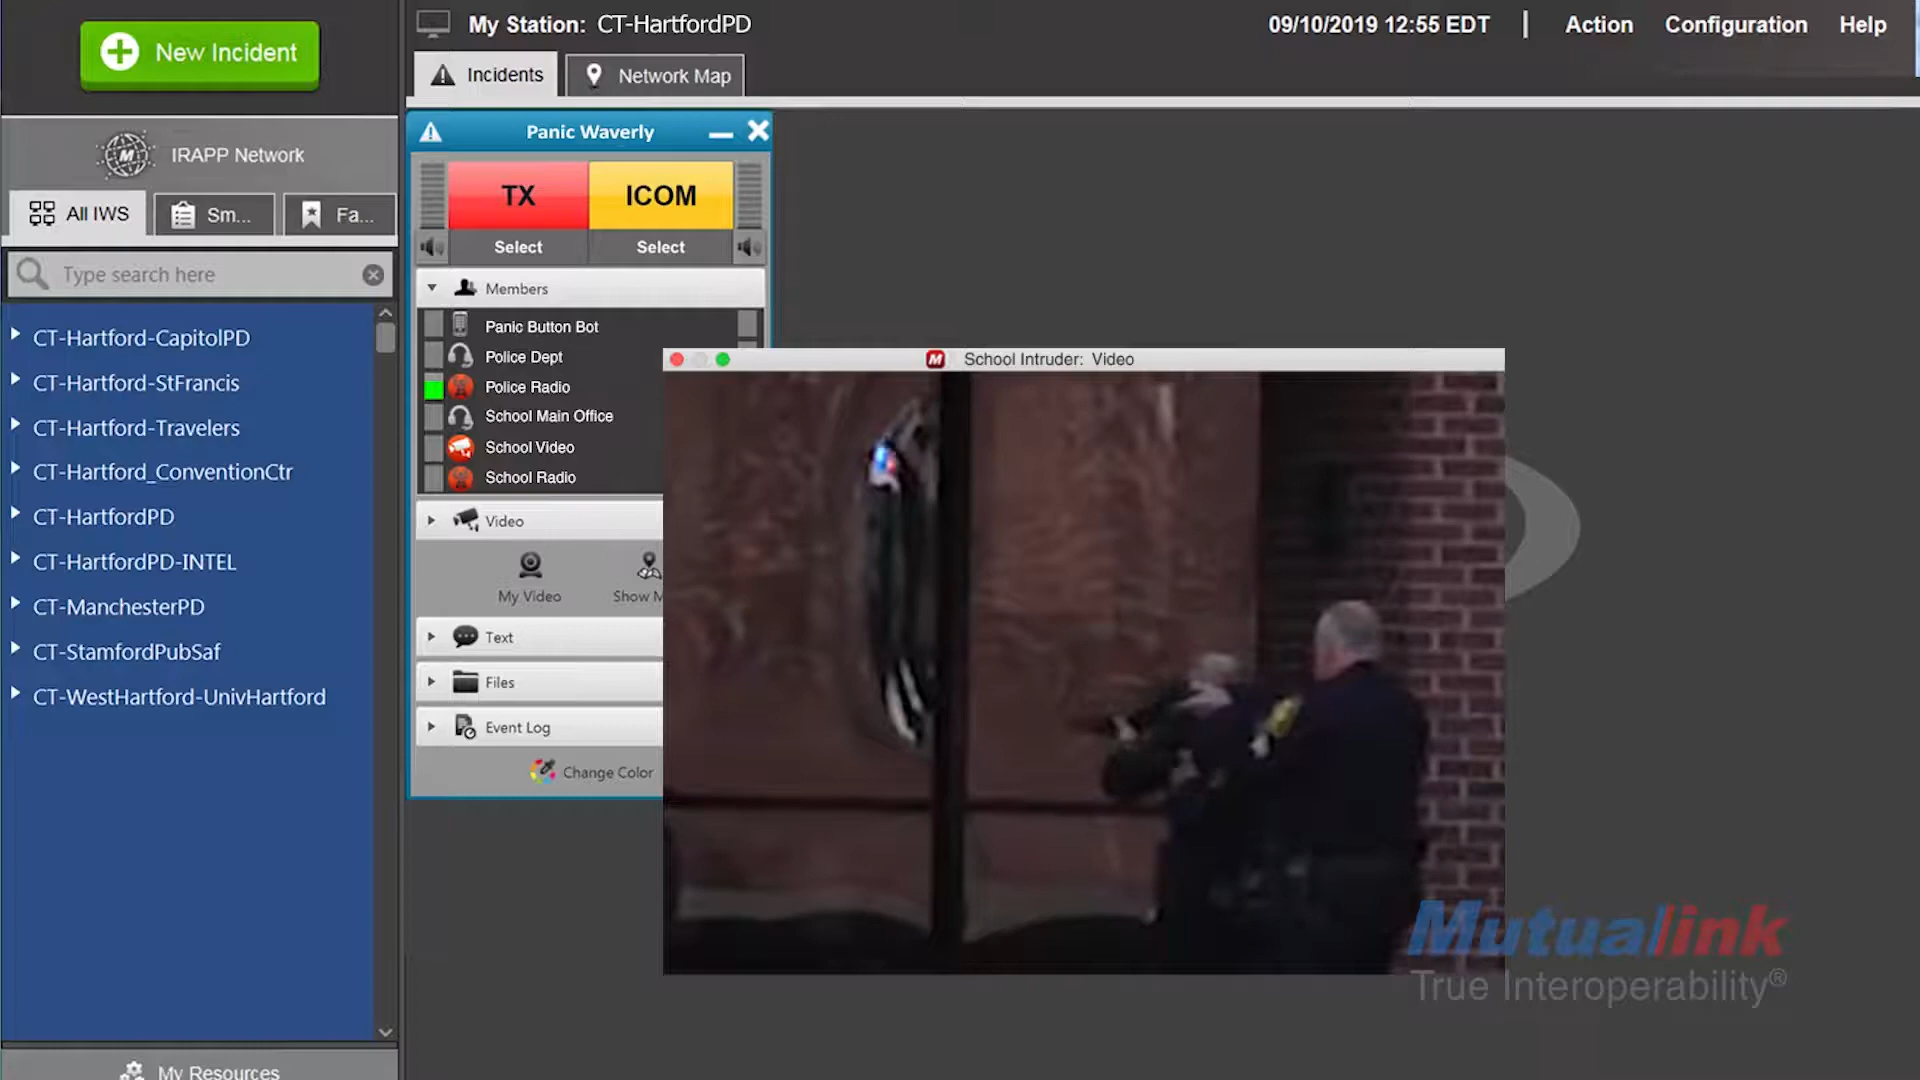 New Incident
My Station: CT-HartfordPD
09/10/2019 12:55 EDT | Action Configuration Help
Incidents
Network Map
IRAPP Network
All IWS
Sm...
Fa...
Type search here
CT-Hartford-CapitolPD
CT-Hartford-StFrancis
CT-Hartford-Travelers
CT-Hartford_ConventionCtr
CT-HartfordPD
CT-HartfordPD-INTEL
CT-ManchesterPD
CT-StamfordPubSaf
CT-WestHartford-UnivHartford
My Resources
Panic Waverly
TX
ICOM
Select
Select
Members
Panic Button Bot
Police Dept
Police Radio
School Main Office
School Video
School Radio
Video
My Video
Show M
Text
Files
Event Log
Change Color
M School Intruder: Video
Mutualink
True Interoperability®